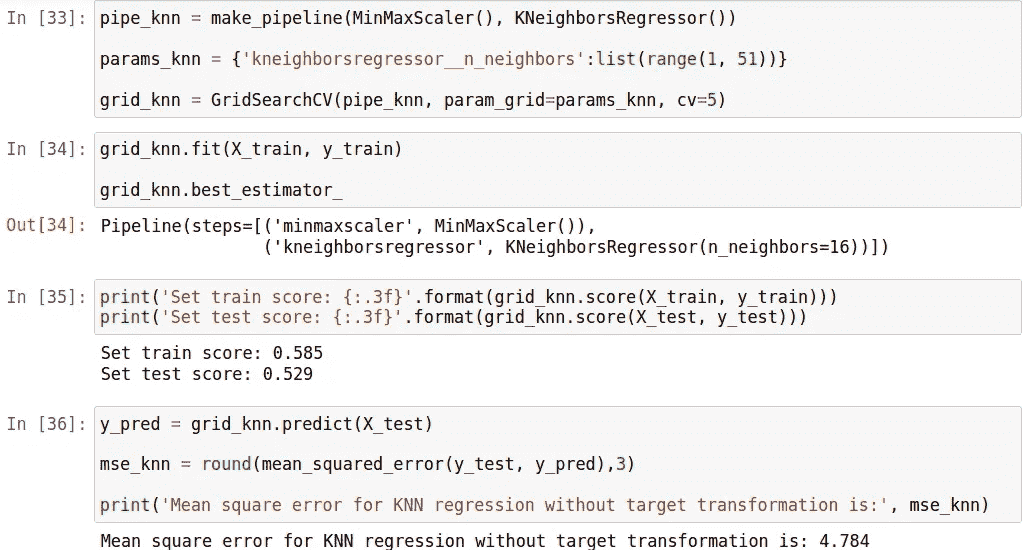 In [33]: pipe_knn = make_pipeline(MinMaxScaler(), KNeighborsRegressor())
params_knn = {'kneighborsregressor__n_neighbors':list(range(1, 51))}
grid_knn = GridSearchCV(pipe_knn, param_grid=params_knn, cv=5)
In [34]: grid_knn.fit(X_train, y_train)
grid_knn.best_estimator_
Out[34]: Pipeline(steps=[('minmaxscaler', MinMaxScaler()),
('kneighborsregressor', KNeighborsRegressor(n_neighbors=16))])
In [35]: print('Set train score: {:.3f}'.format(grid_knn.score(X_train, y_train)))
print('Set test score: {:.3f}'.format(grid_knn.score(X_test, y_test)))
Set train score: 0.585
Set test score: 0.529
In [36]: y_pred = grid_knn.predict(X_test)
mse_knn = round(mean_squared_error(y_test, y_pred),3)
print('Mean square error for KNN regression without target transformation is:', mse_knn)
Mean square error for KNN regression without target transformation is: 4.784